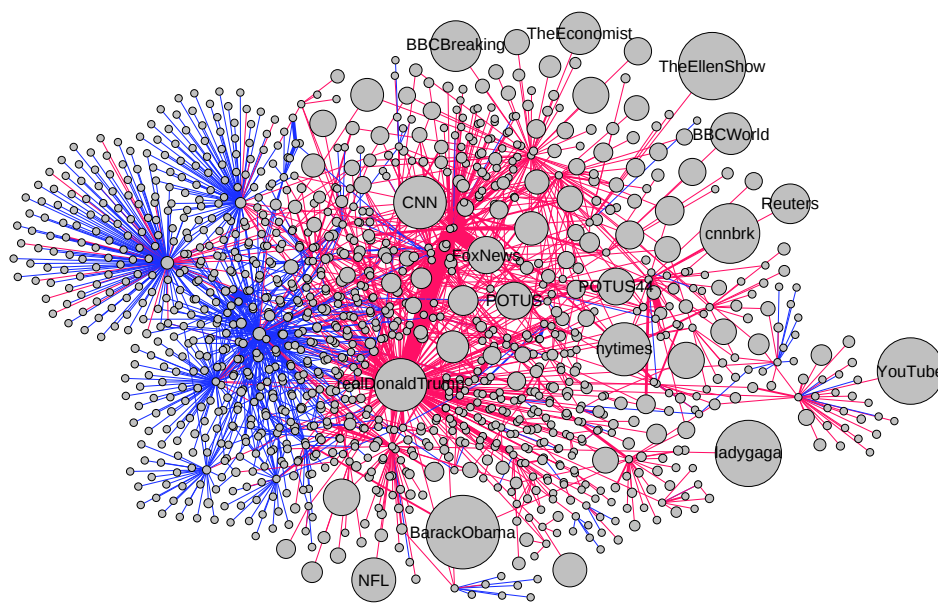 TheEconomist
BBCBreaking
TheEllenShow
BBCWorld
CNN
Reuters
cnnbrk
FoxNews
POTUS44
POTUS
nytimes
YouTube
realDonaldTrump
ladygaga
BarackObama
NFL